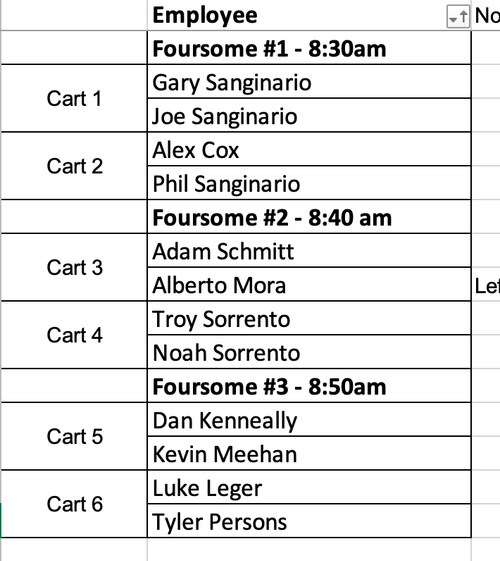 Employee No
Foursome #1 - 8:30am
Cart 1 Gary Sanginario
Joe Sanginario
Cart 2 Alex Cox
Phil Sanginario
Foursome #2 - 8:40 am
Cart 3 Adam Schmitt
Alberto Mora Lef
Cart 4 Troy Sorrento
Noah Sorrento
Foursome #3 - 8:50am
Cart 5 Dan Kenneally
Kevin Meehan
Cart 6 Luke Leger
Tyler Persons